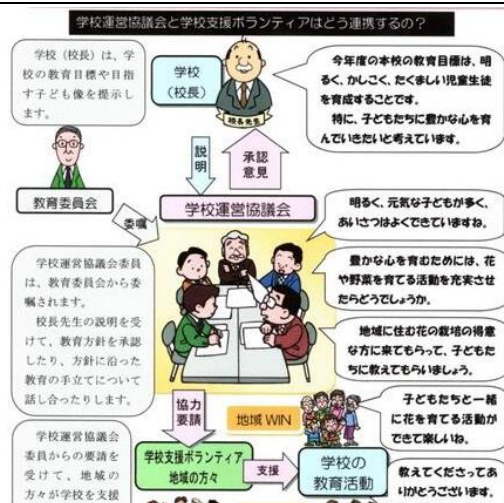 学校運営協議会と学校支援ボランティアはどう連携するの？
学校（校長）は、学
校の教育目標や目指
す子ども像を提示し
ます。
学校
（校長）
校長先生
今年度の本校の教育目標は、明
るく、かしこく、たくましい児童生徒
を育成することです。
特に、子どもたちに豊かな心を育
んでいきたいと考えています。
説明
承認
意見
教育委員会
委嘱
学校運営協議会
明るく、元気な子どもが多く、
あいさつはよくできていますね。
豊かな心を育むためには、花
や野菜を育てる活動を充実させ
たらどうでしょうか。
地域に住む花の栽培の得意
な方に来てもらって、子どもた
ちに教えてもらいましょう。
学校運営協議会委員
は、教育委員会から委
嘱されます。
校長先生の説明を受
けて、教育方針を承認
したり、方針に沿った
教育の手立てについて
話し合ったりします。
協力
要請
地域 WIN
子どもたちと一緒
に花を育てる活動が
できて楽しいね。
学校運営協議会
委員からの要請を
受けて、地域の
方々が学校を支援
学校支援ボランティア
地域の方々
支援
学校の
教育活動
教えてくださってあ
りがとうございます。